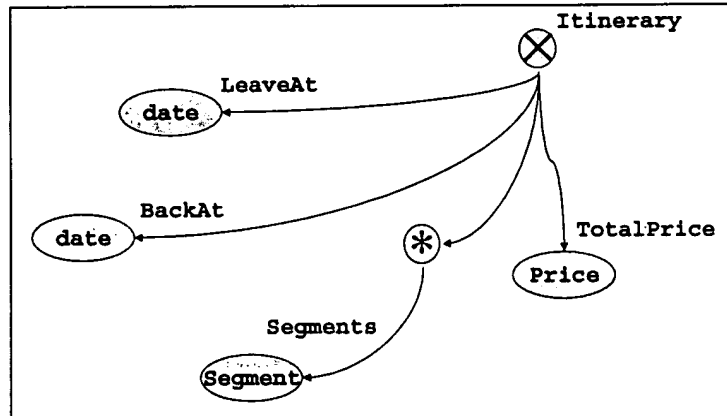 Itinerary
LeaveAt
date
BackAt
date
*
TotalPrice
Price
Segments
Segment